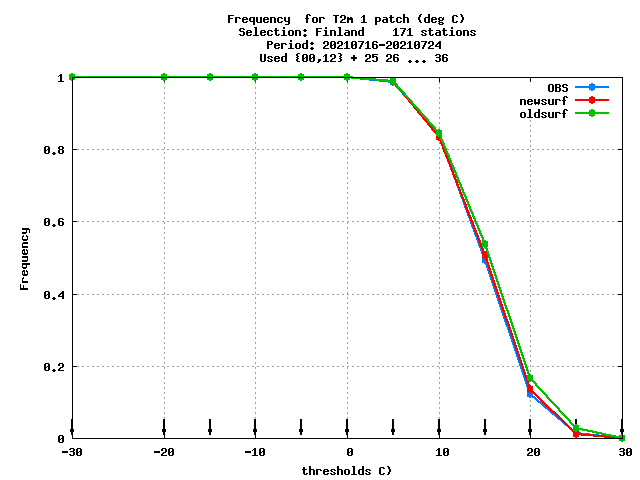 Frequency  for T2m 1 patch (deg C)
Selection: Finland    171 stations
Period: 20210716-20210724
Used {00,12} + 25 26 ... 36
OBS
newsurf
oldsurf
Frequency
1
0.8
0.6
0.4
0.2
0
-30
-20
-10
0
10
20
30
thresholds C)